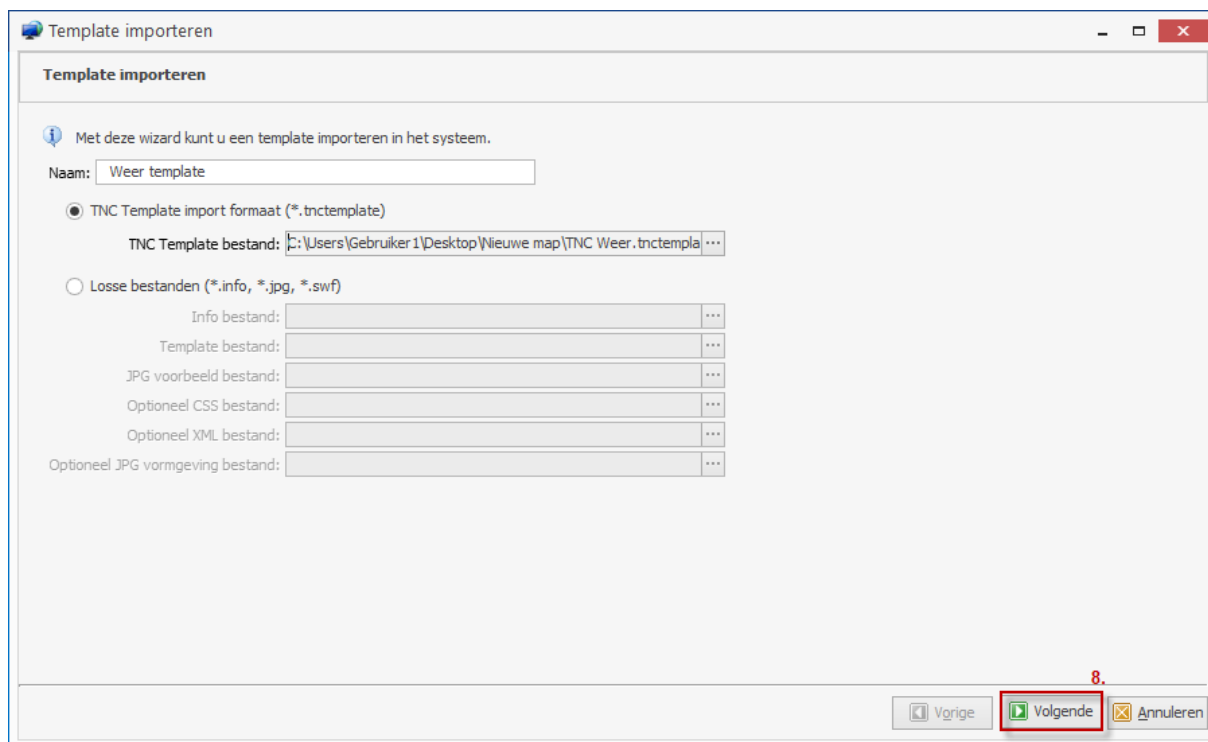 Template importeren
Template importeren
Met deze wizard kunt u een template importeren in het systeem.
Naam: Weer template
TNC Template import formaat (*.tnctemplate)
TNC Template bestand: C:\Users\Gebruiker1\Desktop\Nieuwe map\TNC Weer.tnctempla ...
Losse bestanden (*.info, *.jpg, *.swf)
Info bestand: ...
Template bestand: ...
JPG voorbeeld bestand: ...
Optioneel CSS bestand: ...
Optioneel XML bestand: ...
Optioneel JPG vormgeving bestand: ...
8.
Vorige Volgende Annuleren